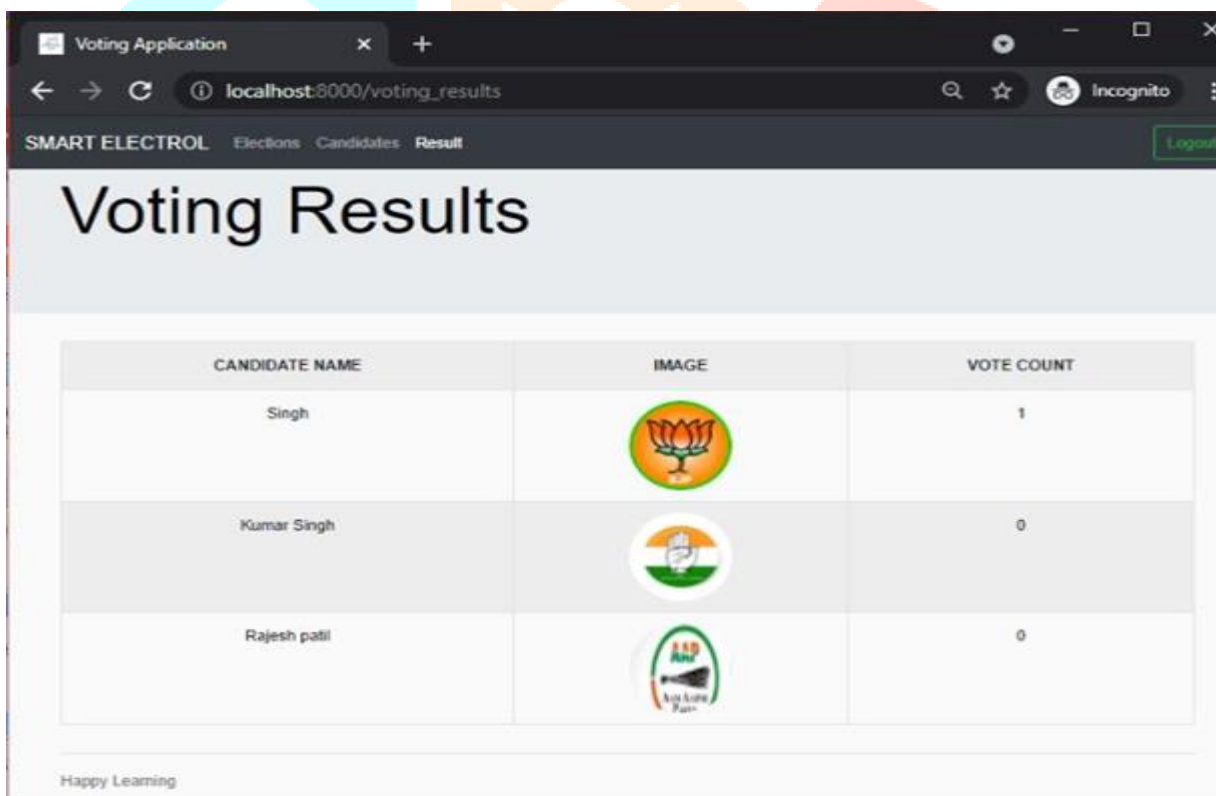 Voting Application
localhost:8000/voting_results
Incognito
SMART ELECTROL Elections Candidates Result Logout
Voting Results
CANDIDATE NAME IMAGE VOTE COUNT
Singh 1
Kumar Singh 0
Rajesh patil 0
AAP
Happy Learning